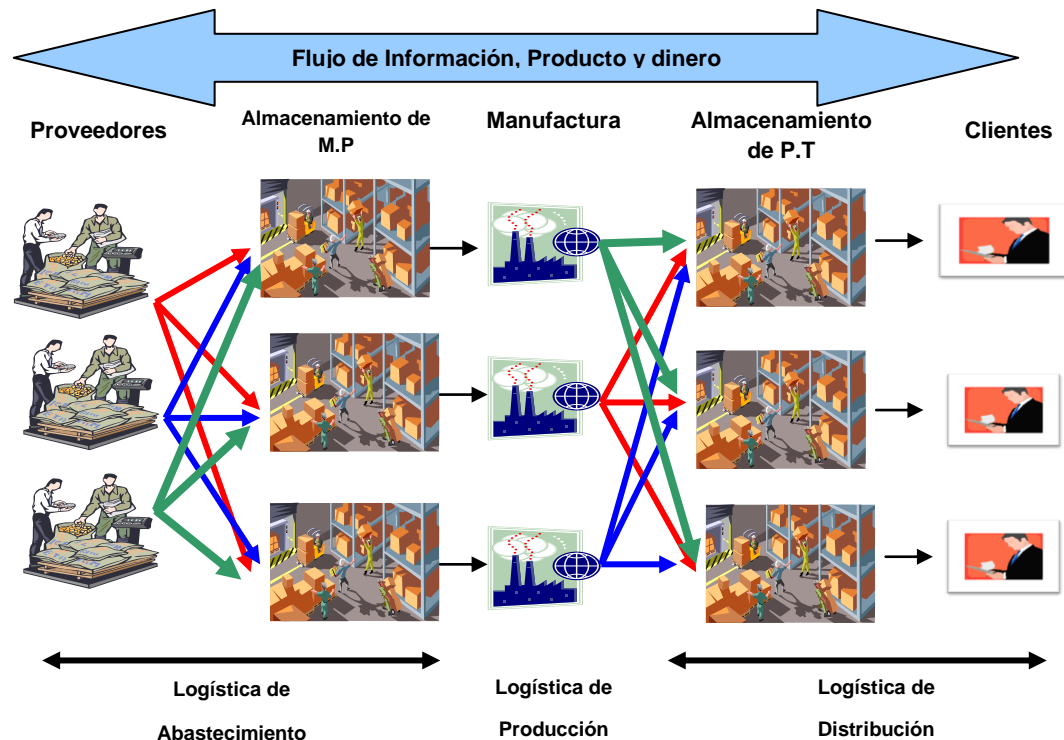 Flujo de Información, Producto y dinero
Proveedores
Almacenamiento de
M.P
Manufactura
Almacenamiento
de P.T
Clientes
Logística de
Abastecimiento
Logística de
Producción
Logística de
Distribución